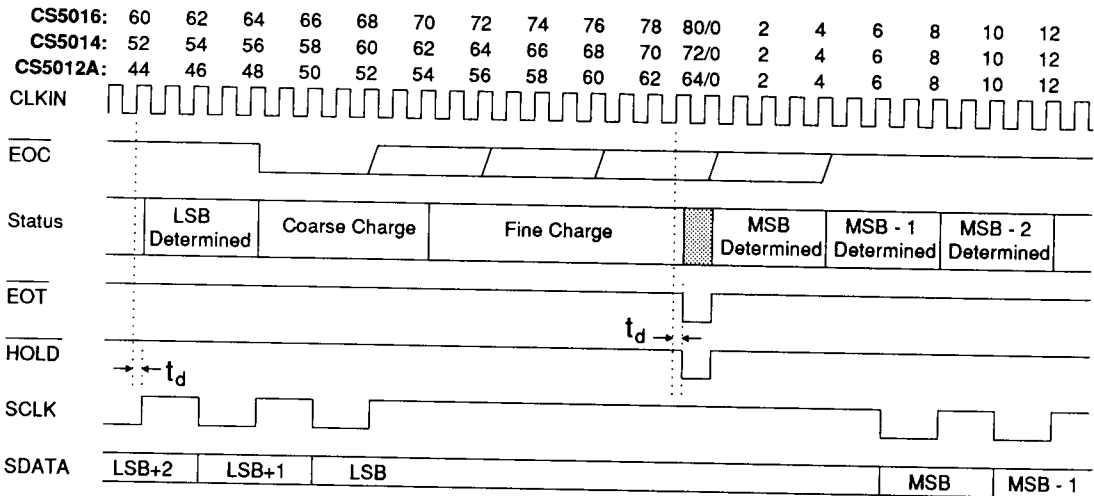 CS5016: 60 62 64 66 68 70 72 74 76 78 80/0 2 4 6 8 10 12
CS5014: 52 54 56 58 60 62 64 66 68 70 72/0 2 4 6 8 10 12
CS5012A: 44 46 48 50 52 54 56 58 60 62 64/0 2 4 6 8 10 12
CLKIN
EOC
Status
LSB
Determined
Coarse Charge
Fine Charge
MSB
Determined
MSB - 1
Determined
MSB - 2
Determined
EOT
td
HOLD
td
SCLK
SDATA
LSB+2 LSB+1 LSB MSB MSB - 1